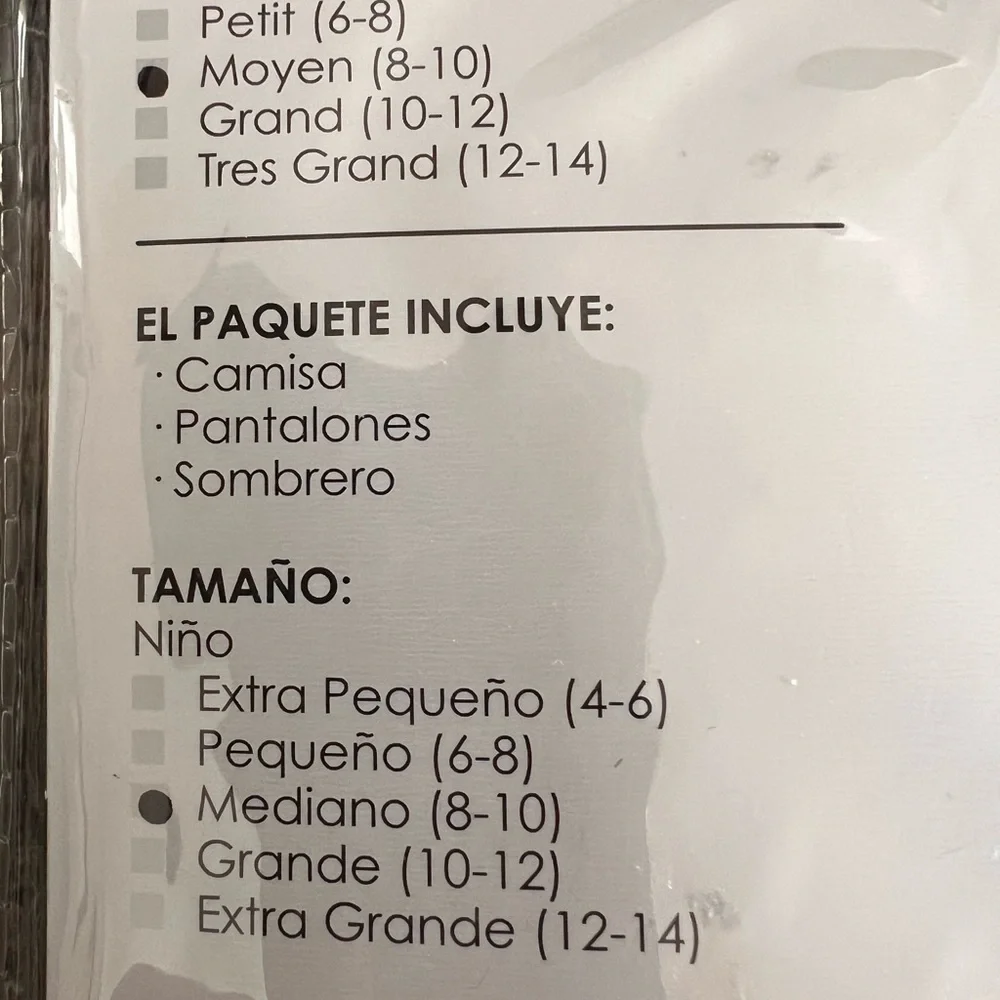 Petit (6-8)
Moyen (8-10)
Grand (10-12)
Tres Grand (12-14)
EL PAQUETE INCLUYE:
· Camisa
· Pantalones
· Sombrero
TAMAÑO:
Niño
Extra Pequeño (4-6)
Pequeño (6-8)
Mediano (8-10)
Grande (10-12)
Extra Grande (12-14)